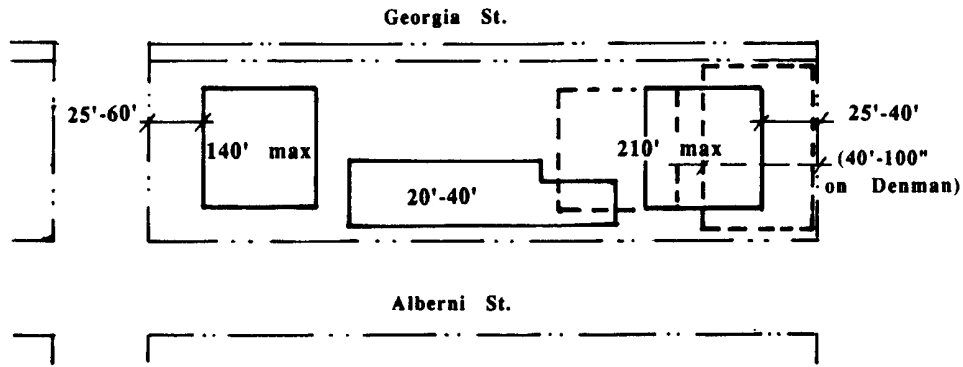 Georgia St.
25'-60'
25'-40'
140' max
210' max
(40'-100"
on Denman)
20'-40'
Alberni St.